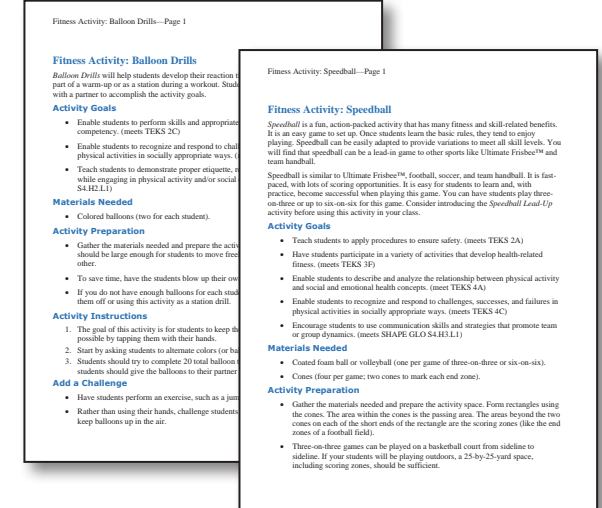 Fitness Activity: Balloon Drills—Page 1
Fitness Activity: Balloon Drills
Balloon Drills will help students develop their reaction
part of a warm-up or as a station during a workout.
with a partner to accomplish the activity goals.
Activity Goals
• Enable students to perform skills and appropriate
competency. (meets TEKS 2C)
• Enable students to recognize and respond to
physical activities in socially appropriate ways.
• Teach students to demonstrate proper etiquette,
while engaging in physical activity and/or social
S4.H2.L1)
Materials Needed
• Colored balloons (two for each student).
Activity Preparation
• Gather the materials needed and prepare the
should be large enough for students to move
other.
• To save time, have the students blow up their
• If you do not have enough balloons for each
them off or using this activity as a station drill.
Activity Instructions
1. The goal of this activity is for students to keep
possible by tapping them with their hands.
2. Start by asking students to alternate colors (or
3. Students should try to complete 20 total balloon
students should give the balloons to their partner
Add a Challenge
• Have students perform an exercise, such as a
• Rather than using their hands, challenge students
keep balloons up in the air.
Fitness Activity: Speedball—Page 1
Fitness Activity: Speedball
Speedball is a fun, action-packed activity that has many fitness and skill-related benefits.
It is an easy game to set up. Once students learn the basic rules, they tend to enjoy
playing. Speedball can be easily adapted to provide variations to meet all skill levels. You
will find that speedball can be a lead-in game to other sports like Ultimate Frisbee™ and
team handball.
Speedball is similar to Ultimate Frisbee™, football, soccer, and team handball. It is fast-
paced, with lots of scoring opportunities. It is easy for students to learn and, with
practice, become successful when playing this game. You can have students play three-
on-three or up to six-on-six for this game. Consider introducing the Speedball Lead-Up
activity before using this activity in your class.
Activity Goals
• Teach students to apply procedures to ensure safety. (meets TEKS 2A)
• Have students participate in a variety of activities that develop health-related
fitness. (meets TEKS 3F)
• Enable students to describe and analyze the relationship between physical activity
and social and emotional health concepts. (meet TEKS 4A)
• Enable students to recognize and respond to challenges, successes, and failures in
physical activities in socially appropriate ways. (meets TEKS 4C)
• Encourage students to use communication skills and strategies that promote team
or group dynamics. (meets SHAPE GLO S4.H3.L1)
Materials Needed
• Coated foam ball or volleyball (one per game of three-on-three or six-on-six).
• Cones (four per game; two cones to mark each end zone).
Activity Preparation
• Gather the materials needed and prepare the activity space. Form rectangles using
the cones. The area within the cones is the passing area. The areas beyond the two
cones on each of the short ends of the rectangle are the scoring zones (like the end
zones of a football field).
• Three-on-three games can be played on a basketball court from sideline to
sideline. If your students will be playing outdoors, a 25-by-25-yard space,
including scoring zones, should be sufficient.